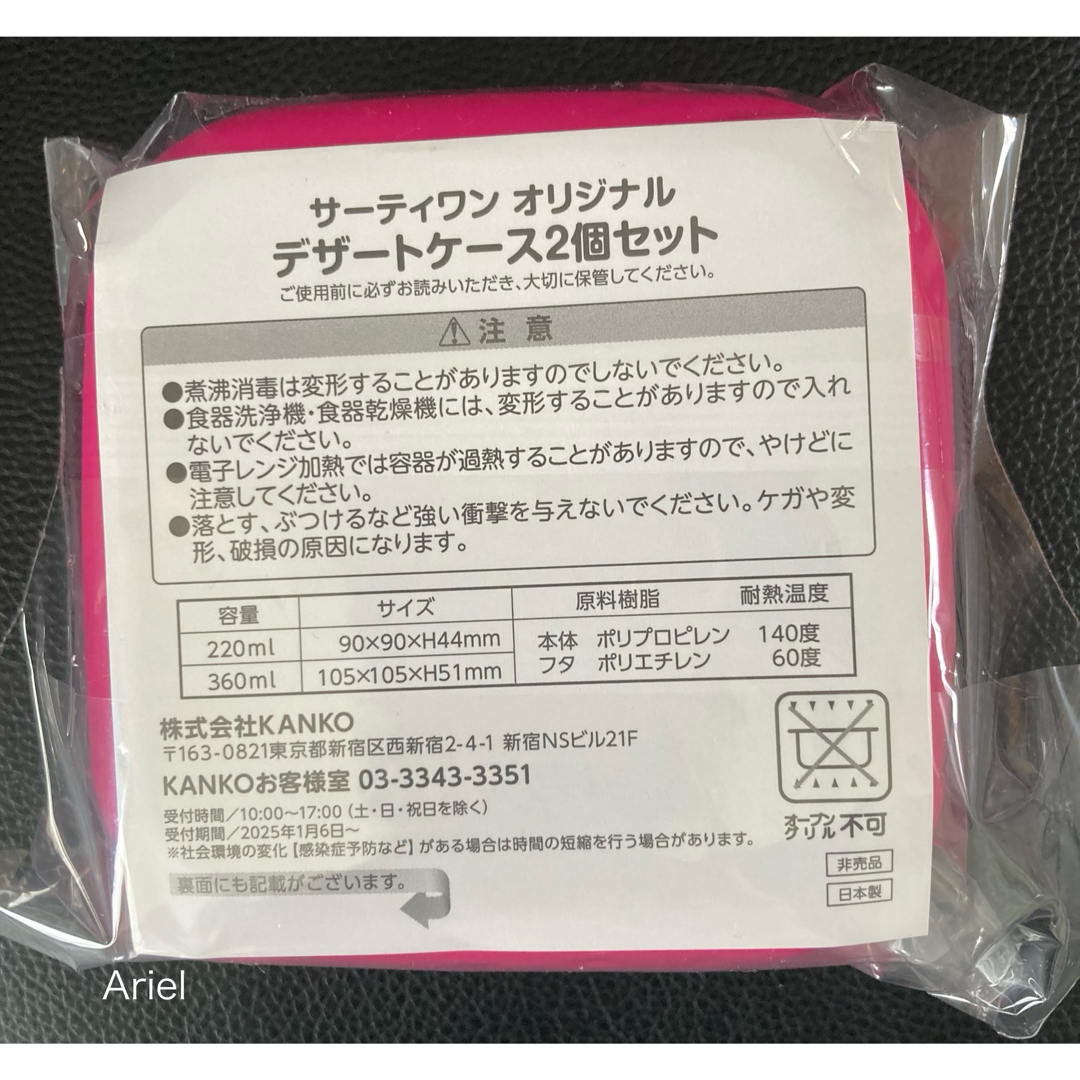 サーティワン オリジナル
デザートケース2個セット
ご使用前に必ずお読みいただき、大切に保管してください。
⚠注 意
●煮沸消毒は変形することがありますのでしないでください。
●食器洗浄機・食器乾燥機には、変形することがありますので入れ
ないでください。
●電子レンジ加熱では容器が過熱することがありますので、やけどに
注意してください。
●落とす、ぶつけるなど強い衝撃を与えないでください。ケガや変
形、破損の原因になります。
容量 サイズ 原料樹脂 耐熱温度
220ml 90×90×H44mm 本体 ポリプロピレン 140度
360ml 105×105×H51mm フタ ポリエチレン 60度
株式会社KANKO
〒163-0821東京都新宿区西新宿2-4-1 新宿NSビル21F
KANKOお客様室 03-3343-3351
受付時間/10:00〜17:00（土・日・祝日を除く）
受付期間/2025年1月6日〜
※社会環境の変化【感染症予防など】がある場合は時間の短縮を行う場合があります。
裏面にも記載がございます。
オーブン
グリル不可
非売品
日本製
Ariel